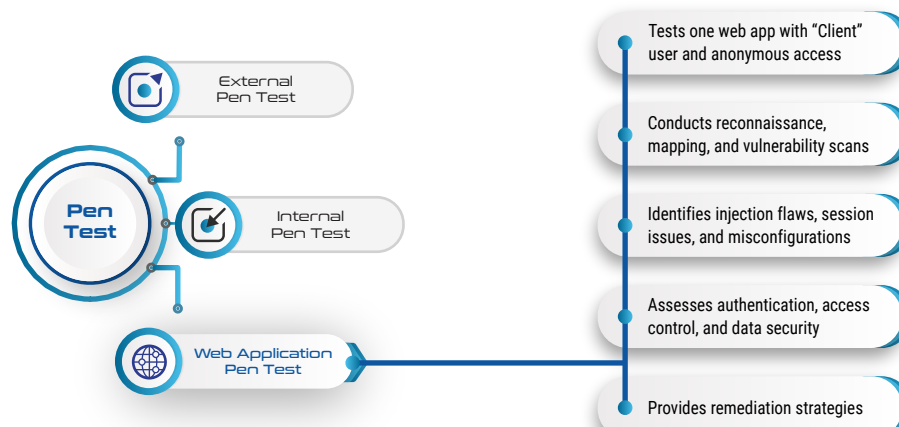 External
Pen Test
Pen
Test
Internal
Pen Test
Web Application
Pen Test
Tests one web app with “Client”
user and anonymous access
Conducts reconnaissance,
mapping, and vulnerability scans
Identifies injection flaws, session
issues, and misconfigurations
Assesses authentication, access
control, and data security
Provides remediation strategies